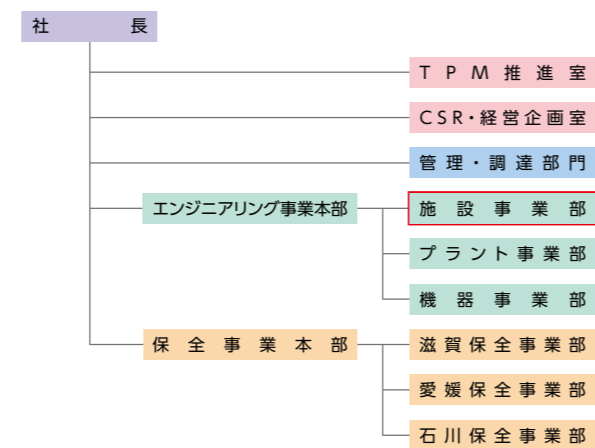 社長
TPM推進室
CSR・経営企画室
管理・調達部門
エンジニアリング事業本部
施設事業部
プラント事業部
機器事業部
保全事業本部
滋賀保全事業部
愛媛保全事業部
石川保全事業部